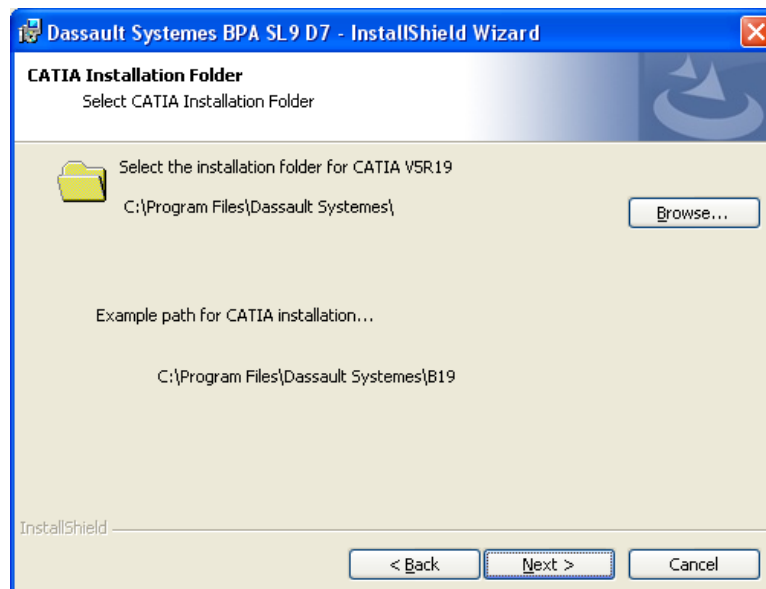 Dassault Systemes BPA SL9 D7 - InstallShield Wizard
CATIA Installation Folder
Select CATIA Installation Folder
Select the installation folder for CATIA V5R19
C:\Program Files\Dassault Systemes\
Browse...
Example path for CATIA installation...
C:\Program Files\Dassault Systemes\B19
InstallShield
< Back
Next >
Cancel